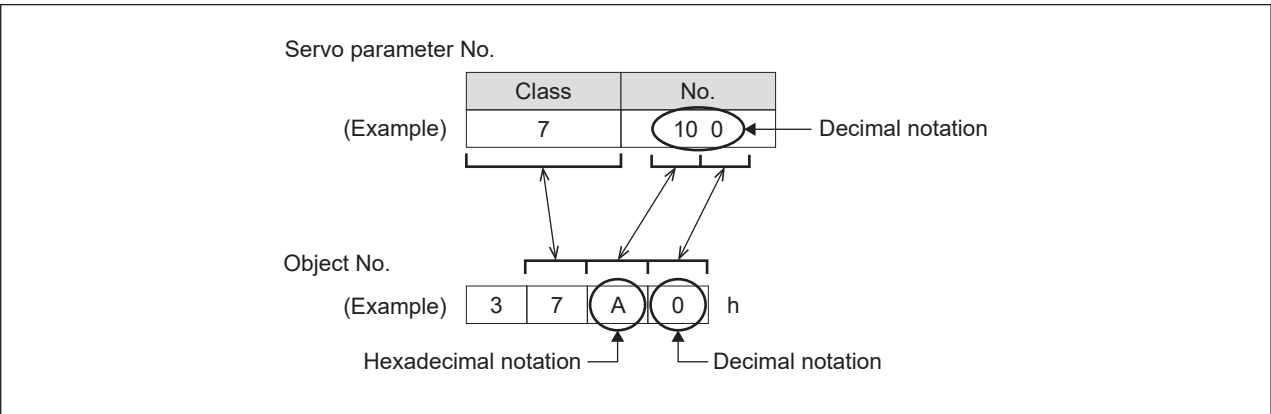 Servo parameter No.
Class No.
(Example) 7 10 0 Decimal notation
Object No.
(Example) 3 7 A 0 h
Hexadecimal notation Decimal notation